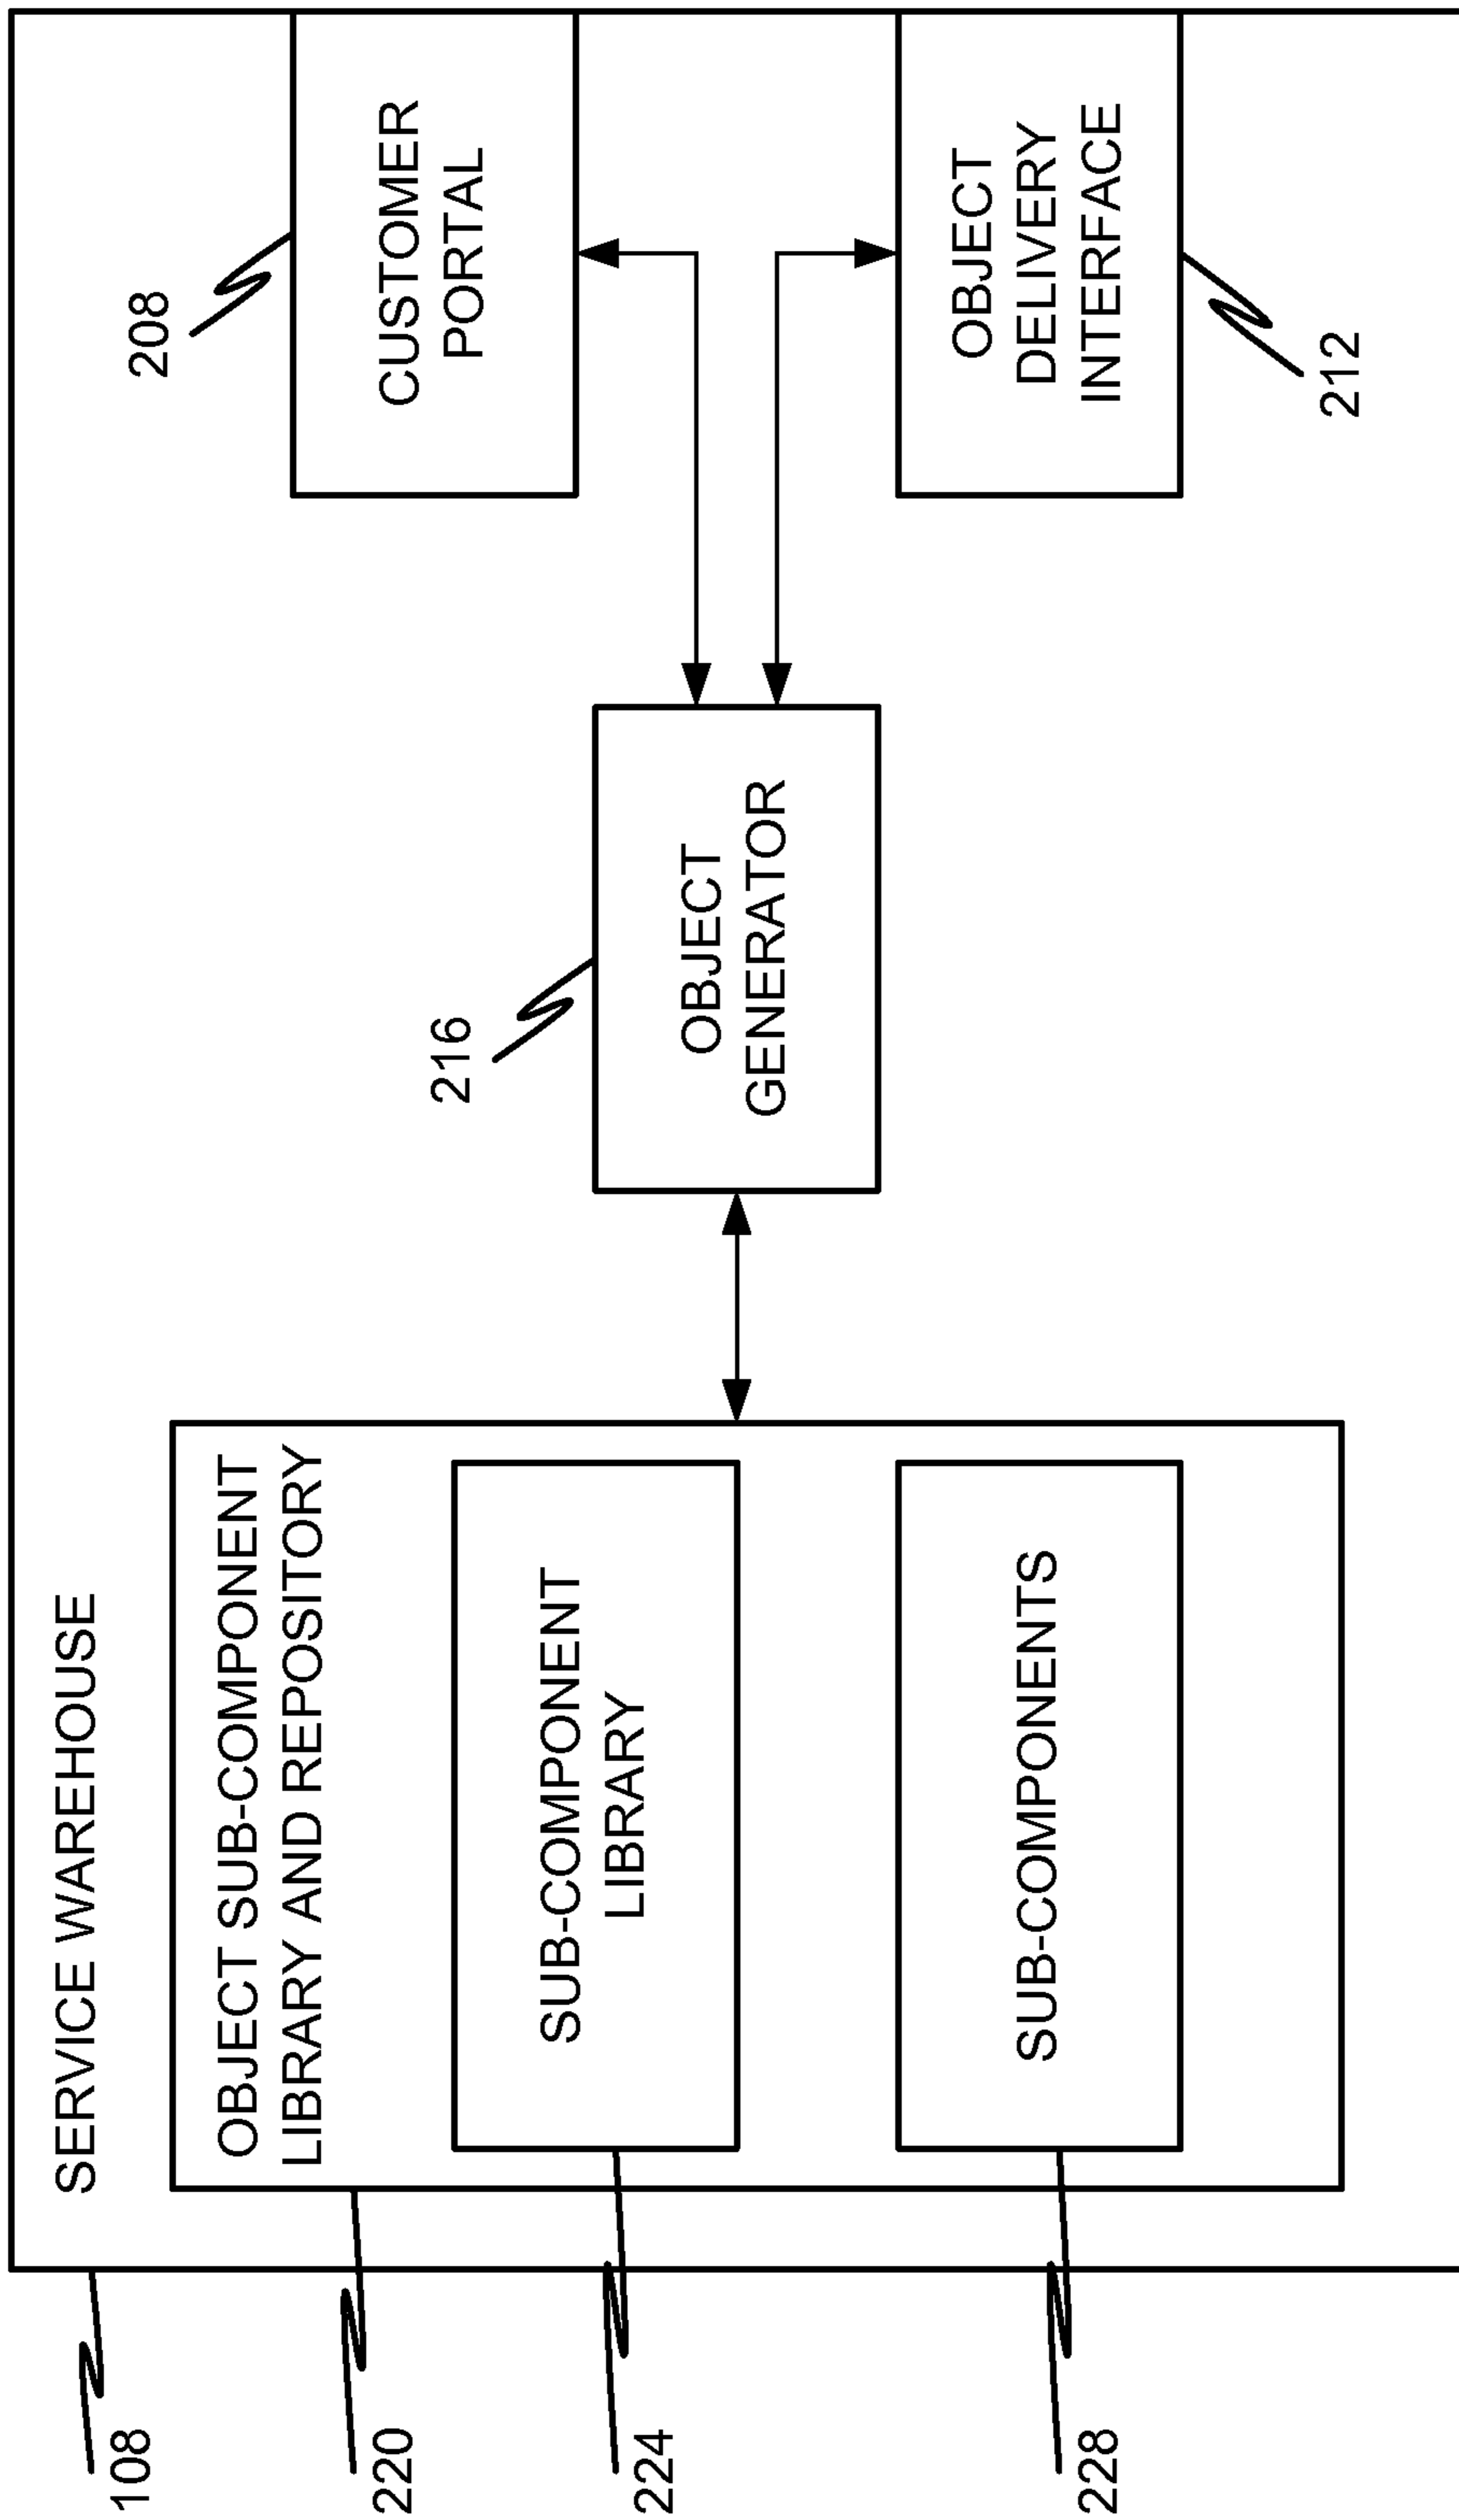 108
SERVICE WAREHOUSE
220
OBJECT SUB-COMPONENT
LIBRARY AND REPOSITORY
224
SUB-COMPONENT
LIBRARY
228
SUB-COMPONENTS
216
OBJECT
GENERATOR
208
CUSTOMER
PORTAL
OBJECT
DELIVERY
INTERFACE
212